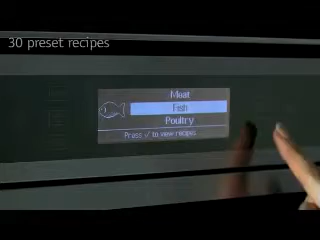 30 preset recipes
Meat
Fish
Poultry
Press ✓ to view recipes